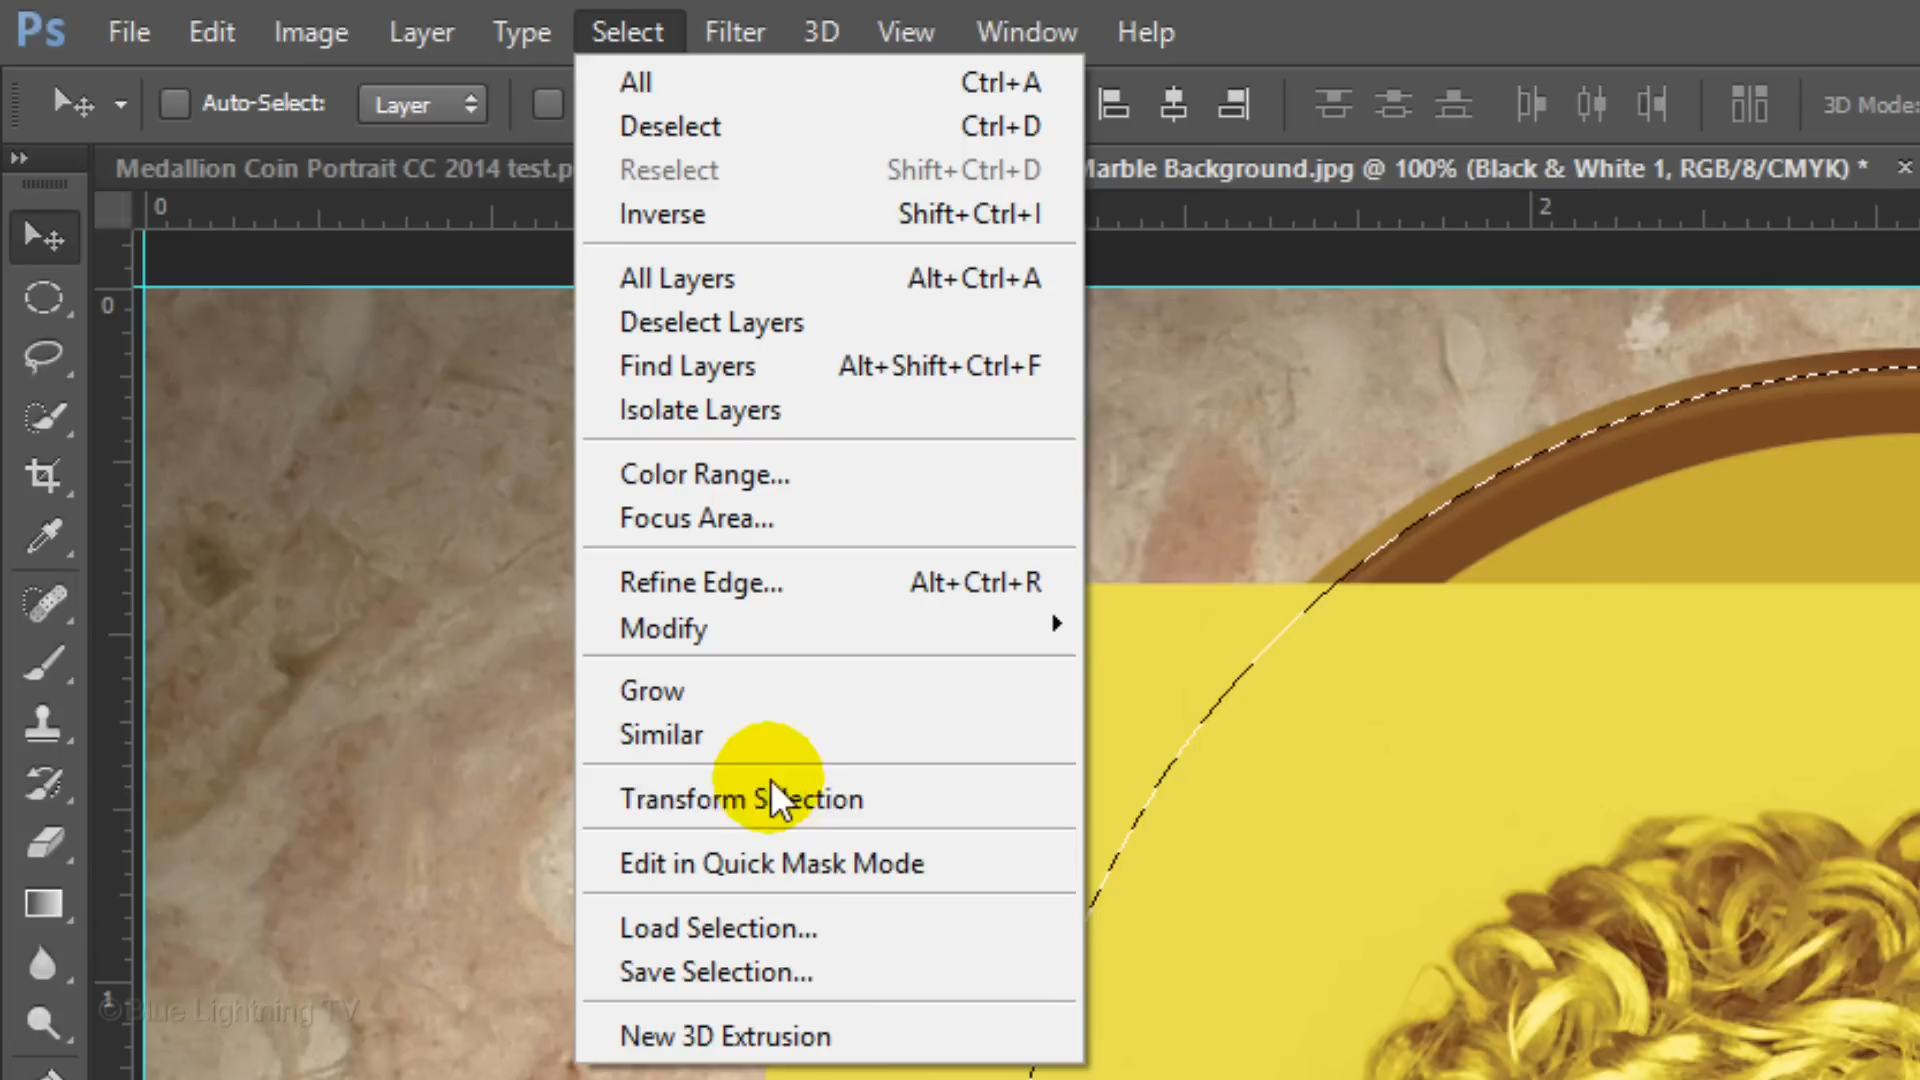 Ps File Edit Image Layer Type Select Filter 3D View Window Help
Auto-Select: Layer 3D Mode:
Medallion Coin Portrait CC 2014 test.p Marble Background.jpg @ 100% (Black & White 1, RGB/8/CMYK) * ×
0 2
0
1
All Ctrl+A
Deselect Ctrl+D
Reselect Shift+Ctrl+D
Inverse Shift+Ctrl+I
All Layers Alt+Ctrl+A
Deselect Layers
Find Layers Alt+Shift+Ctrl+F
Isolate Layers
Color Range...
Focus Area...
Refine Edge... Alt+Ctrl+R
Modify
Grow
Similar
Transform Selection
Edit in Quick Mask Mode
Load Selection...
Save Selection...
New 3D Extrusion
©Blue Lightning TV